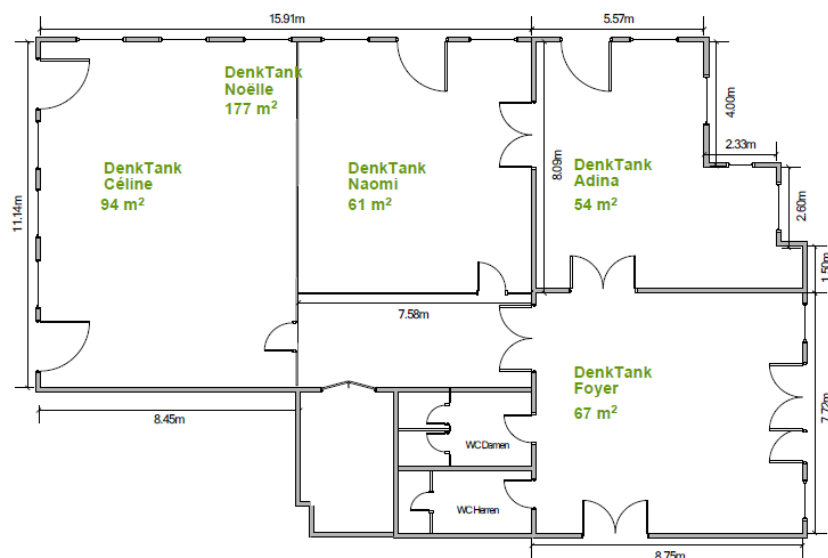 15.91m
5.57m
DenkTank
Noëlle
177 m²
4.00m
2.33m
DenkTank
Céline
94 m²
DenkTank
Naomi
61 m²
8.09m
DenkTank
Adina
54 m²
11.14m
2.60m
1.50m
7.58m
DenkTank
Foyer
67 m²
7.72m
8.45m
WC Damen
WC Herren
8.75m